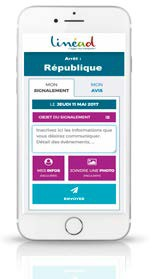 linéad
Arrêt :
République
MON
SIGNALEMENT
MON
AVIS
LE JEUDI 11 MAI 2017
OBJET DU SIGNALEMENT
Inscrivez ici les informations que
vous désirez communiquer.
Détail des évènements,...
MES INFOS
JOINDRE UNE PHOTO
ENVOYER